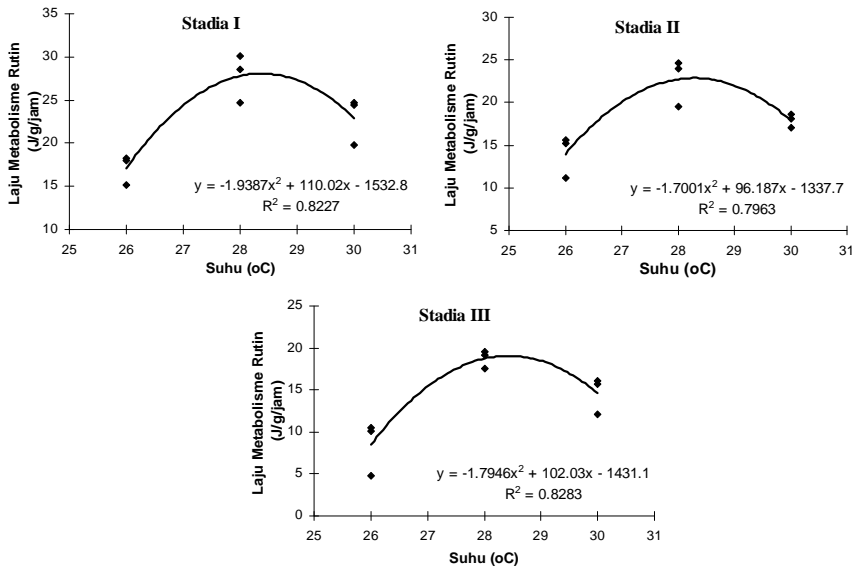 Stadia I
Laju Metabolisme Rutin
(J/g/jam)
35
30
25
20
15
10
y = -1.9387x² + 110.02x - 1532.8
R² = 0.8227
25 26 27 28 29 30 31
Suhu (oC)
Stadia II
Laju Metabolisme Rutin
(J/g/jam)
30
25
20
15
10
5
y = -1.7001x² + 96.187x - 1337.7
R² = 0.7963
25 26 27 28 29 30 31
Suhu (oC)
Stadia III
Laju Metabolisme Rutin
(J/g/jam)
25
20
15
10
5
0
y = -1.7946x² + 102.03x - 1431.1
R² = 0.8283
25 26 27 28 29 30 31
Suhu (oC)